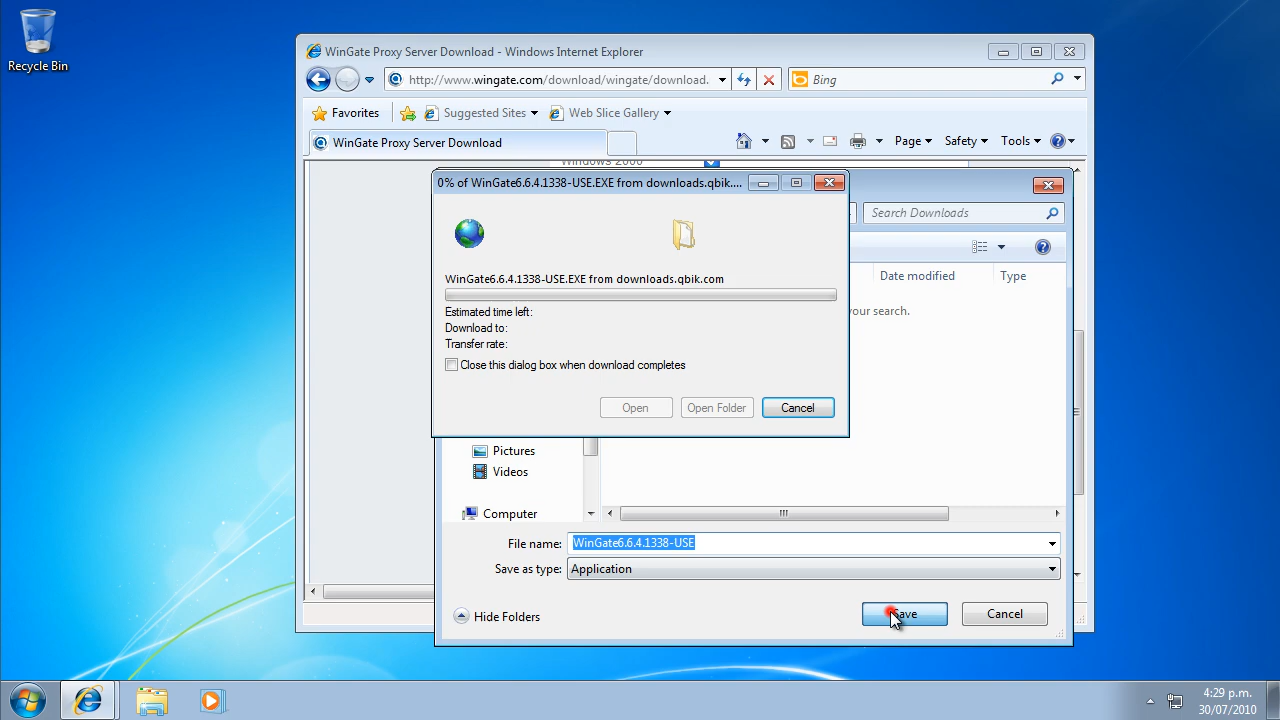 Recycle Bin
WinGate Proxy Server Download - Windows Internet Explorer
http://www.wingate.com/download/wingate/download.
Bing
Favorites
Suggested Sites
Web Slice Gallery
WinGate Proxy Server Download
Page
Safety
Tools
Windows 2000
0% of WinGate6.6.4.1338-USE.EXE from downloads.qbik....
Search Downloads
Date modified
Type
your search.
WinGate6.6.4.1338-USE.EXE from downloads.qbik.com
Estimated time left:
Download to:
Transfer rate:
Close this dialog box when download completes
Open
Open Folder
Cancel
Pictures
Videos
Computer
File name:
WinGate6.6.4.1338-USE
Save as type:
Application
Hide Folders
Save
Cancel
4:29 p.m.
30/07/2010